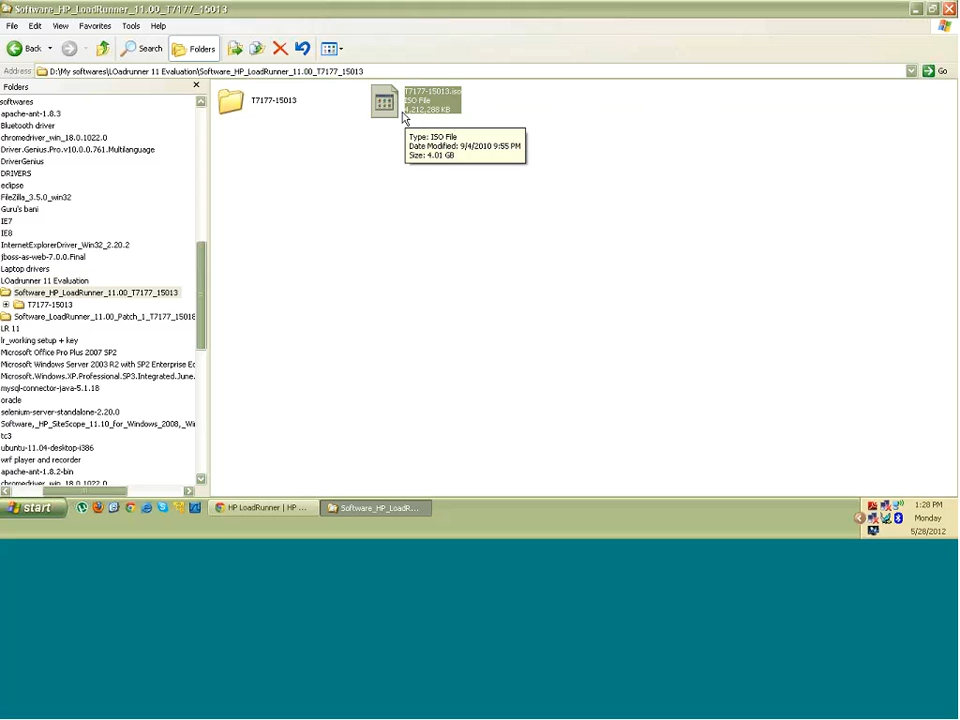 Software_HP_LoadRunner_11.00_T7177_15013
File Edit View Favorites Tools Help
Back Search Folders
Address D:\My softwares\LOadrunner 11 Evaluation\Software_HP_LoadRunner_11.00_T7177_15013 Go
Folders
softwares
apache-ant-1.8.3
Bluetooth driver
chromedriver_win_18.0.1022.0
Driver.Genius.Pro.v10.0.0.761.Multilanguage
DriverGenius
DRIVERS
eclipse
FileZilla_3.5.0_win32
Guru's bani
IE7
IE8
InternetExplorerDriver_Win32_2.20.2
jboss-as-web-7.0.0.Final
Laptop drivers
LOadrunner 11 Evaluation
Software_HP_LoadRunner_11.00_T7177_15013
T7177-15013
Software_LoadRunner_11.00_Patch_1_T7177_15018
LR 11
lr_working setup + key
Microsoft Office Pro Plus 2007 SP2
Microsoft Windows Server 2003 R2 with SP2 Enterprise Ec
Microsoft.Windows.XP.Professional.SP3.Integrated.June.
mysql-connector-java-5.1.18
oracle
selenium-server-standalone-2.20.0
Software,_HP_SiteScope_11.10_for_Windows_2008,_Wi
tc3
ubuntu-11.04-desktop-i386
wrf player and recorder
apache-ant-1.8.2-bin
chromedriver_win_18.0.1022.0
T7177-15013
T7177-15013.iso
ISO File
4,212,288 KB
Type: ISO File
Date Modified: 9/4/2010 9:55 PM
Size: 4.01 GB
start
HP LoadRunner | HP ...
Software_HP_LoadR...
1:28 PM
Monday
5/28/2012